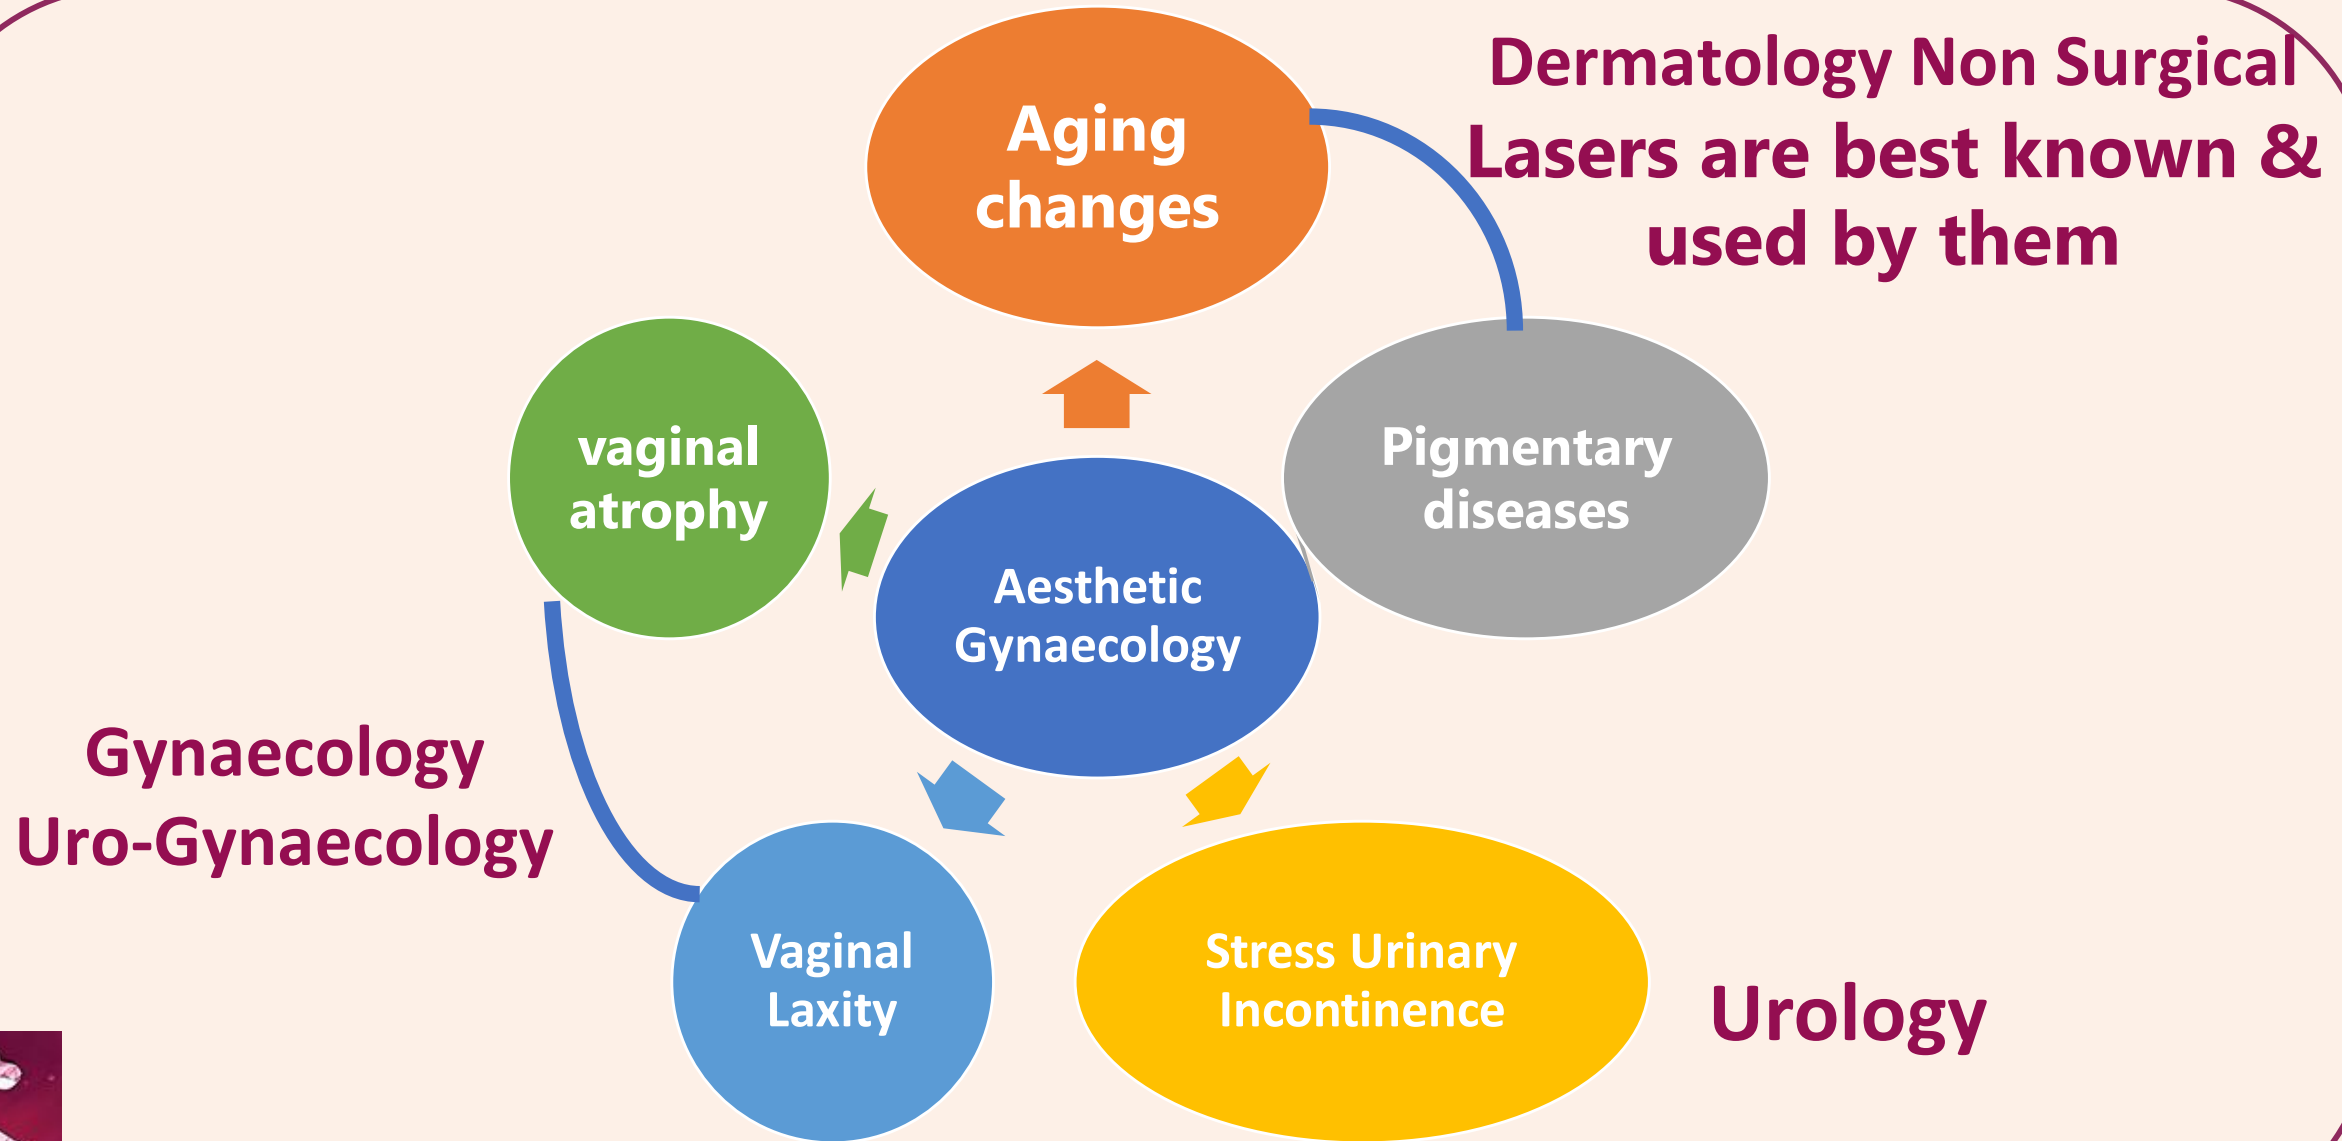 Dermatology Non Surgical
Lasers are best known &
used by them
Aging
changes
vaginal
atrophy
Pigmentary
diseases
Aesthetic
Gynaecology
Gynaecology
Uro-Gynaecology
Vaginal
Laxity
Stress Urinary
Incontinence
Urology